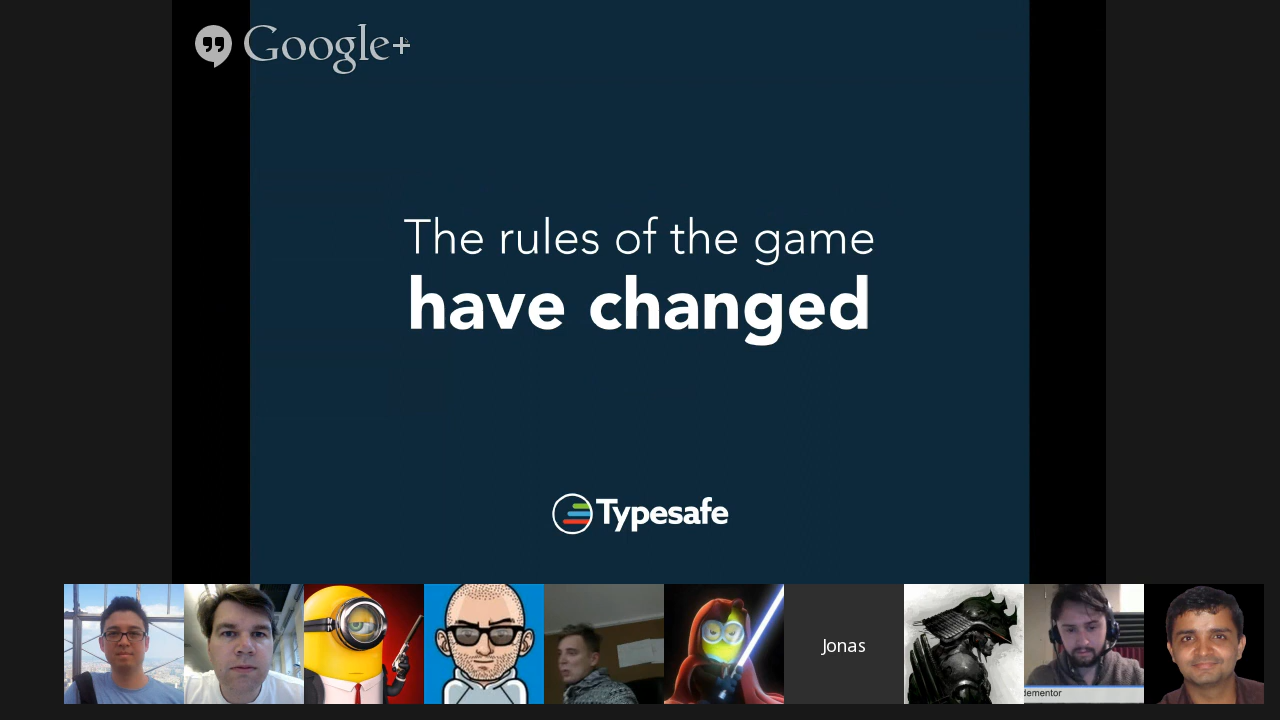 Google+
The rules of the game
have changed
Typesafe
Jonas
dementor